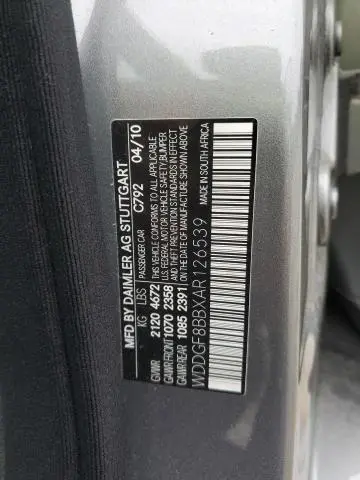 MFD BY DAIMLER AG STUTTGART
PASSENGER CAR C792 04/10
KG LBS
GVWR 2120 4672
GAWR FRONT 1070 2358
GAWR REAR 1085 2391
THIS VEHICLE CONFORMS TO ALL APPLICABLE
U.S. FEDERAL MOTOR VEHICLE SAFETY,BUMPER
AND THEFT PREVENTION STANDARDS IN EFFECT
ON THE DATE OF MANUFACTURE SHOWN ABOVE
WDDGF8BBXAR126539
MADE IN SOUTH AFRICA